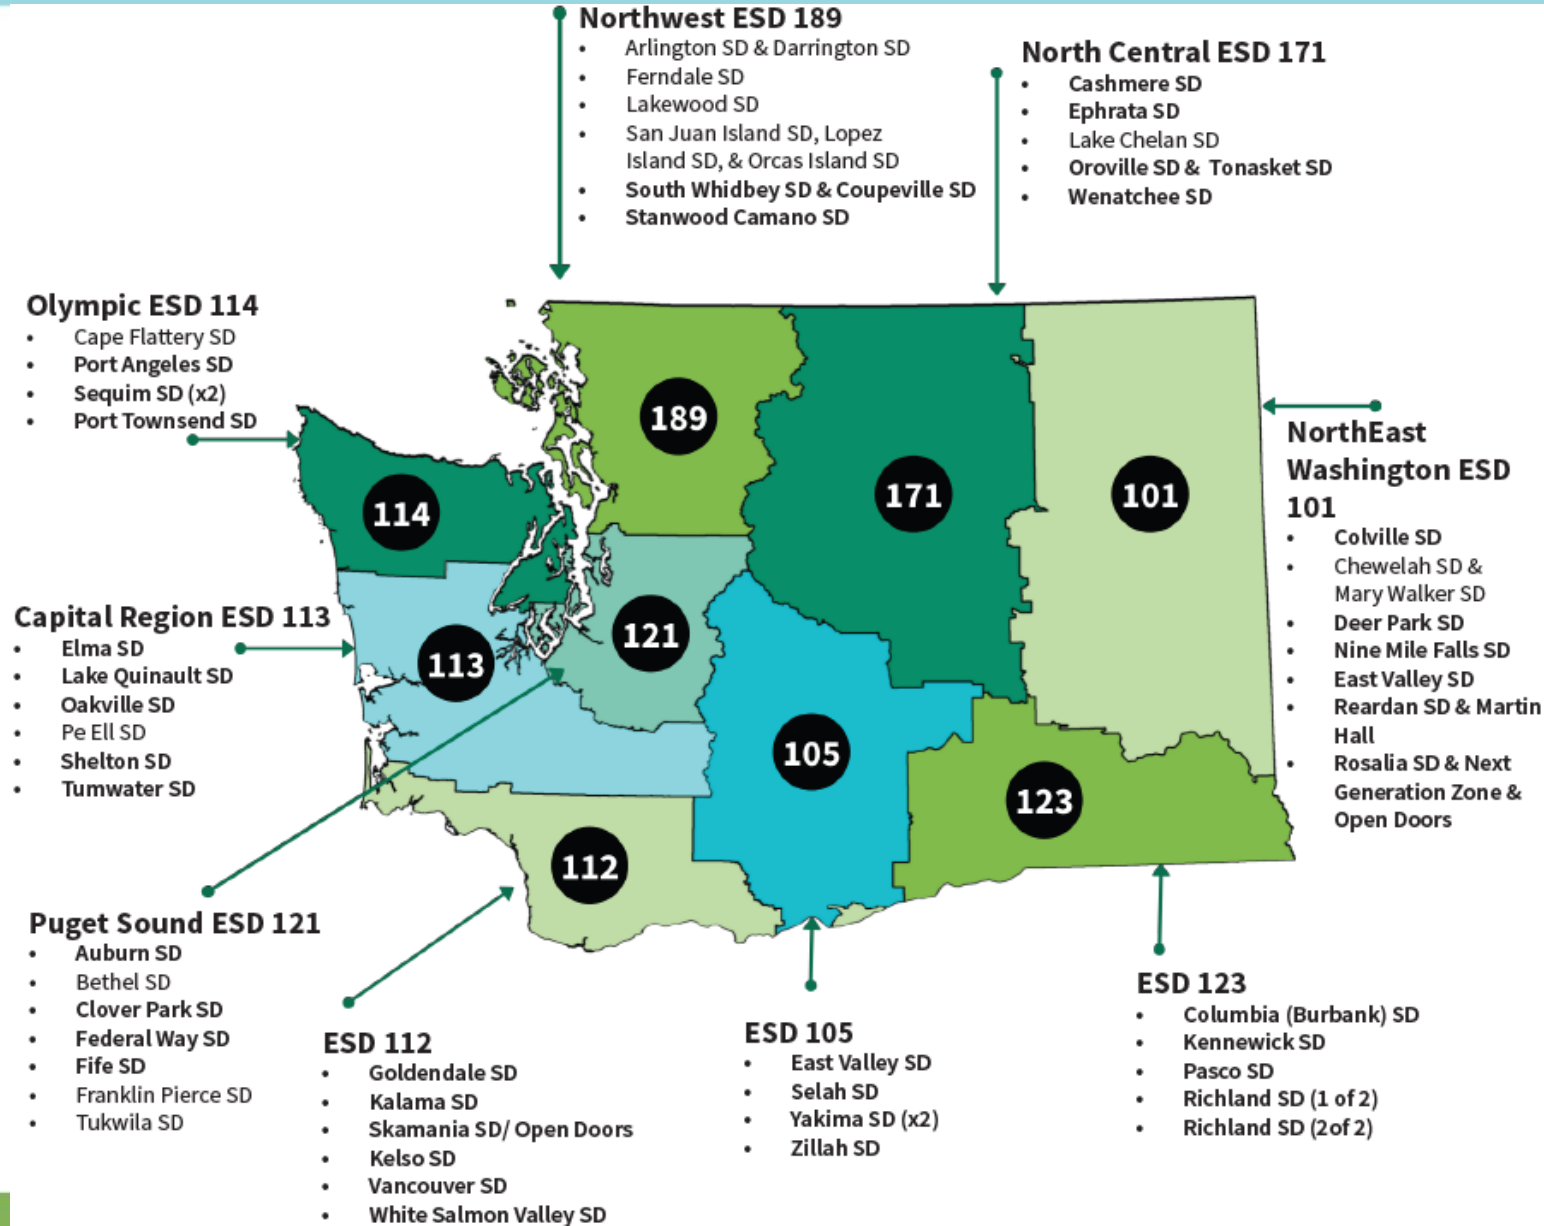 Northwest ESD 189
• Arlington SD & Darrington SD
• Ferndale SD
• Lakewood SD
• San Juan Island SD, Lopez
Island SD, & Orcas Island SD
• South Whidbey SD & Coupeville SD
• Stanwood Camano SD
North Central ESD 171
• Cashmere SD
• Ephrata SD
• Lake Chelan SD
• Oroville SD & Tonasket SD
• Wenatchee SD
Olympic ESD 114
• Cape Flattery SD
• Port Angeles SD
• Sequim SD (x2)
• Port Townsend SD
189
171
101
114
121
113
105
123
112
NorthEast
Washington ESD
101
• Colville SD
• Chewelah SD &
Mary Walker SD
• Deer Park SD
• Nine Mile Falls SD
• East Valley SD
• Reardan SD & Martin
Hall
• Rosalia SD & Next
Generation Zone &
Open Doors
Capital Region ESD 113
• Elma SD
• Lake Quinault SD
• Oakville SD
• Pe Ell SD
• Shelton SD
• Tumwater SD
Puget Sound ESD 121
• Auburn SD
• Bethel SD
• Clover Park SD
• Federal Way SD
• Fife SD
• Franklin Pierce SD
• Tukwila SD
ESD 112
• Goldendale SD
• Kalama SD
• Skamania SD/ Open Doors
• Kelso SD
• Vancouver SD
• White Salmon Valley SD
ESD 105
• East Valley SD
• Selah SD
• Yakima SD (x2)
• Zillah SD
ESD 123
• Columbia (Burbank) SD
• Kennewick SD
• Pasco SD
• Richland SD (1 of 2)
• Richland SD (2of 2)